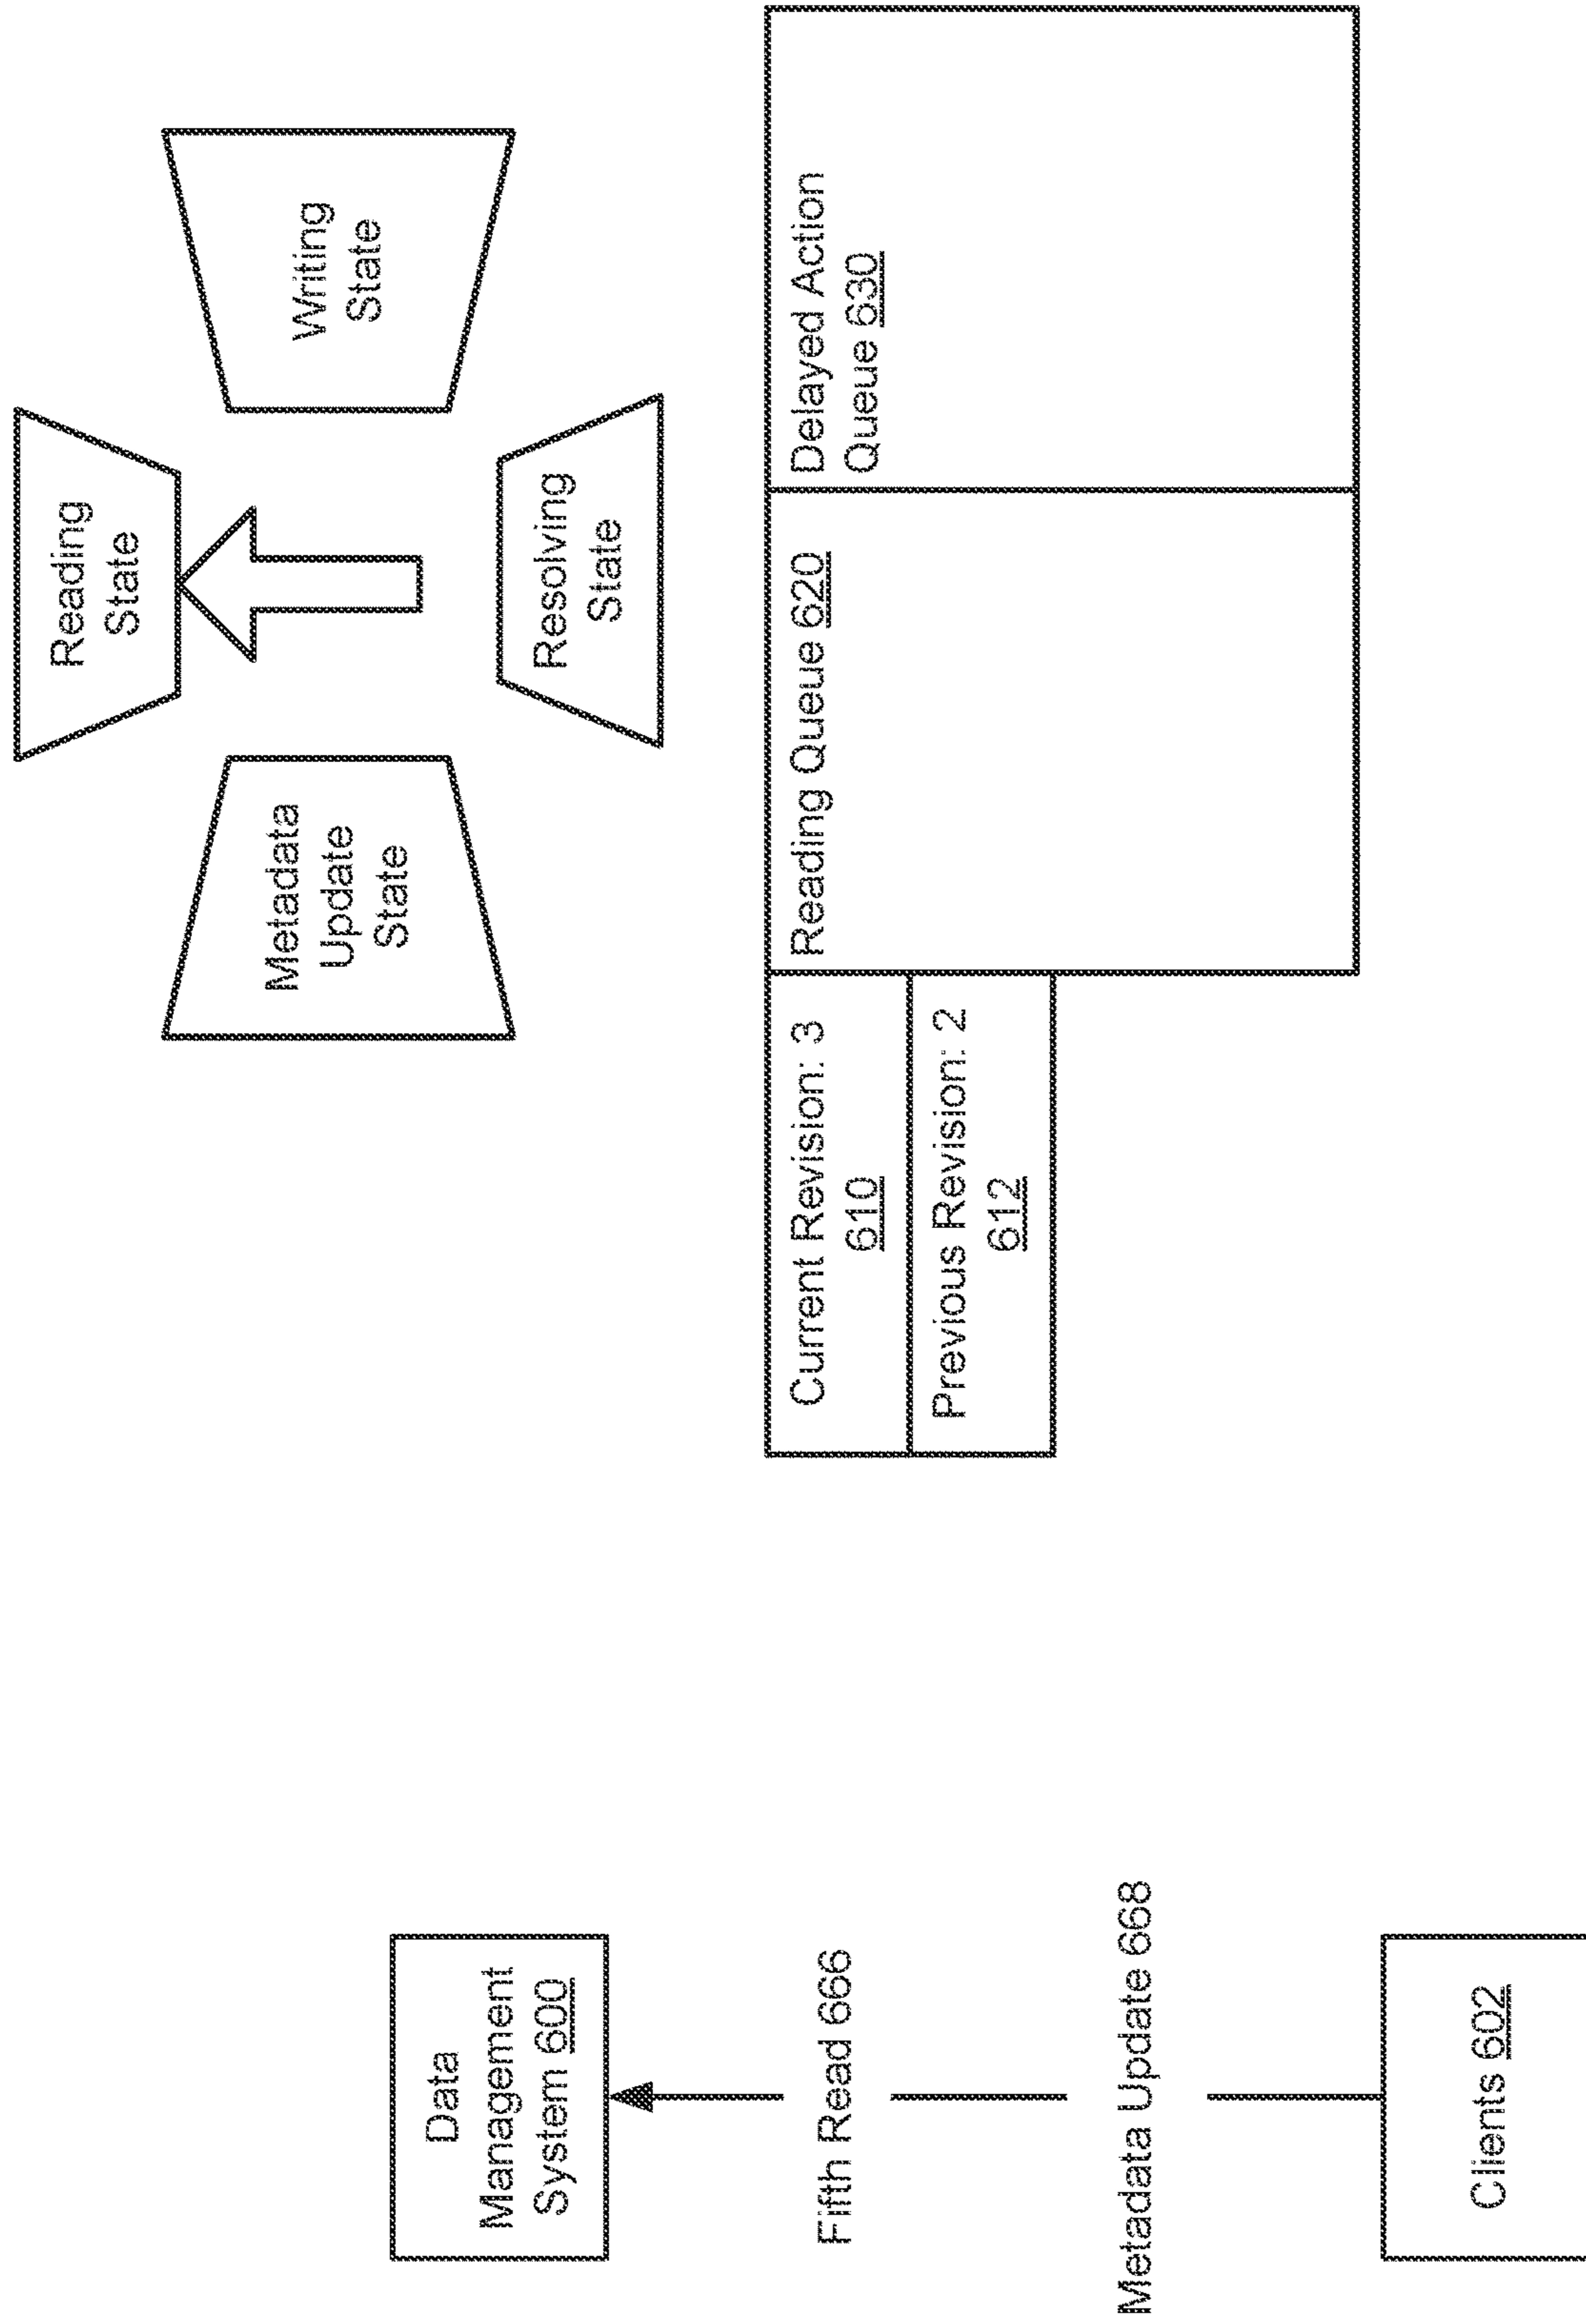 Data
Management
System 600
Fifth Read 666
Metadata Update 668
Clients 602
Reading
State
Metadata
Update
State
Writing
State
Resolving
State
Current Revision: 3
610
Previous Revision: 2
612
Reading Queue 620
Delayed Action
Queue 630